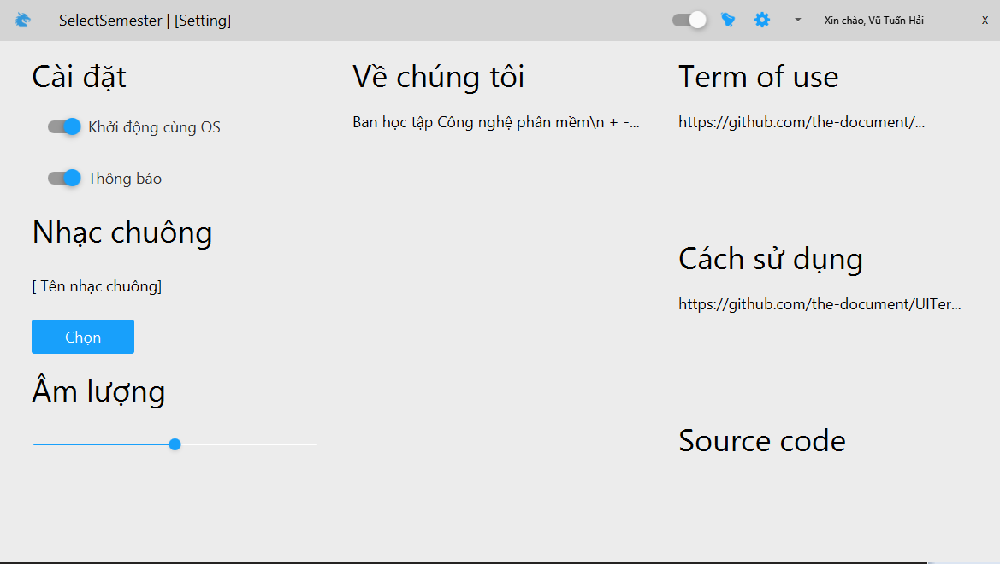 SelectSemester | [Setting]
Xin chào, Vũ Tuấn Hải
-
X
Cài đặt
Khởi động cùng OS
Thông báo
Nhạc chuông
[ Tên nhạc chuông]
Chọn
Âm lượng
Về chúng tôi
Ban học tập Công nghệ phân mềm\n + -...
Term of use
https://github.com/the-document/...
Cách sử dụng
https://github.com/the-document/UITer...
Source code